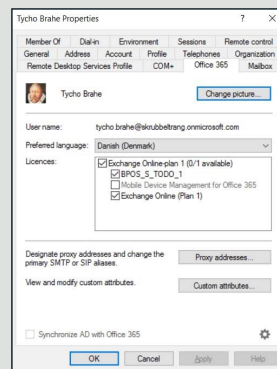 Tycho Brahe Properties ? ×
Member Of Dial-in Environment Sessions Remote control
General Address Account Profile Telephones Organization
Remote Desktop Services Profile COM+ Office 365 Mailbox
Tycho Brahe Change picture...
User name: tycho.brahe@skrubbeltrang.onmicrosoft.com
Preferred language: Danish (Denmark)
Licences: Exchange Online-plan 1 (0/1 available)
BPOS_S_TODO_1
Mobile Device Management for Office 365
Exchange Online (Plan 1)
Designate proxy addresses and change the
primary SMTP or SIP aliases.
Proxy addresses...
View and modify custom attributes.
Custom attributes...
Synchronize AD with Office 365
OK Cancel Apply Help